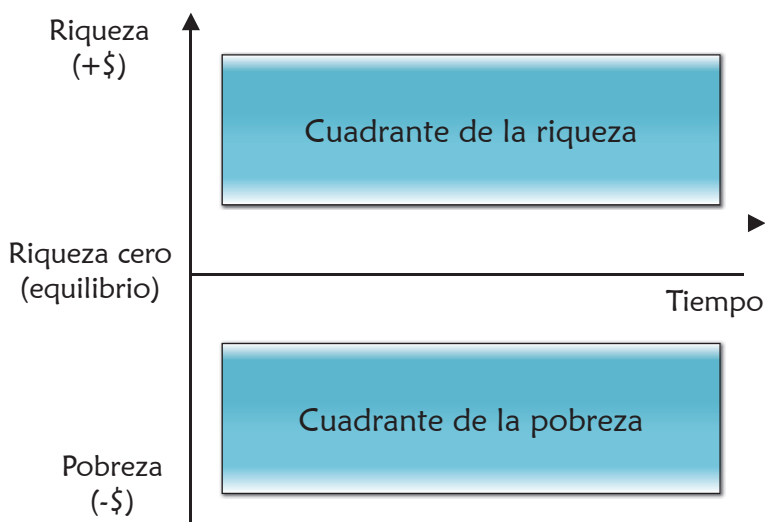 Riqueza
(+$)
Cuadrante de la riqueza
Riqueza cero
(equilibrio)
Tiempo
Cuadrante de la pobreza
Pobreza
(-$)